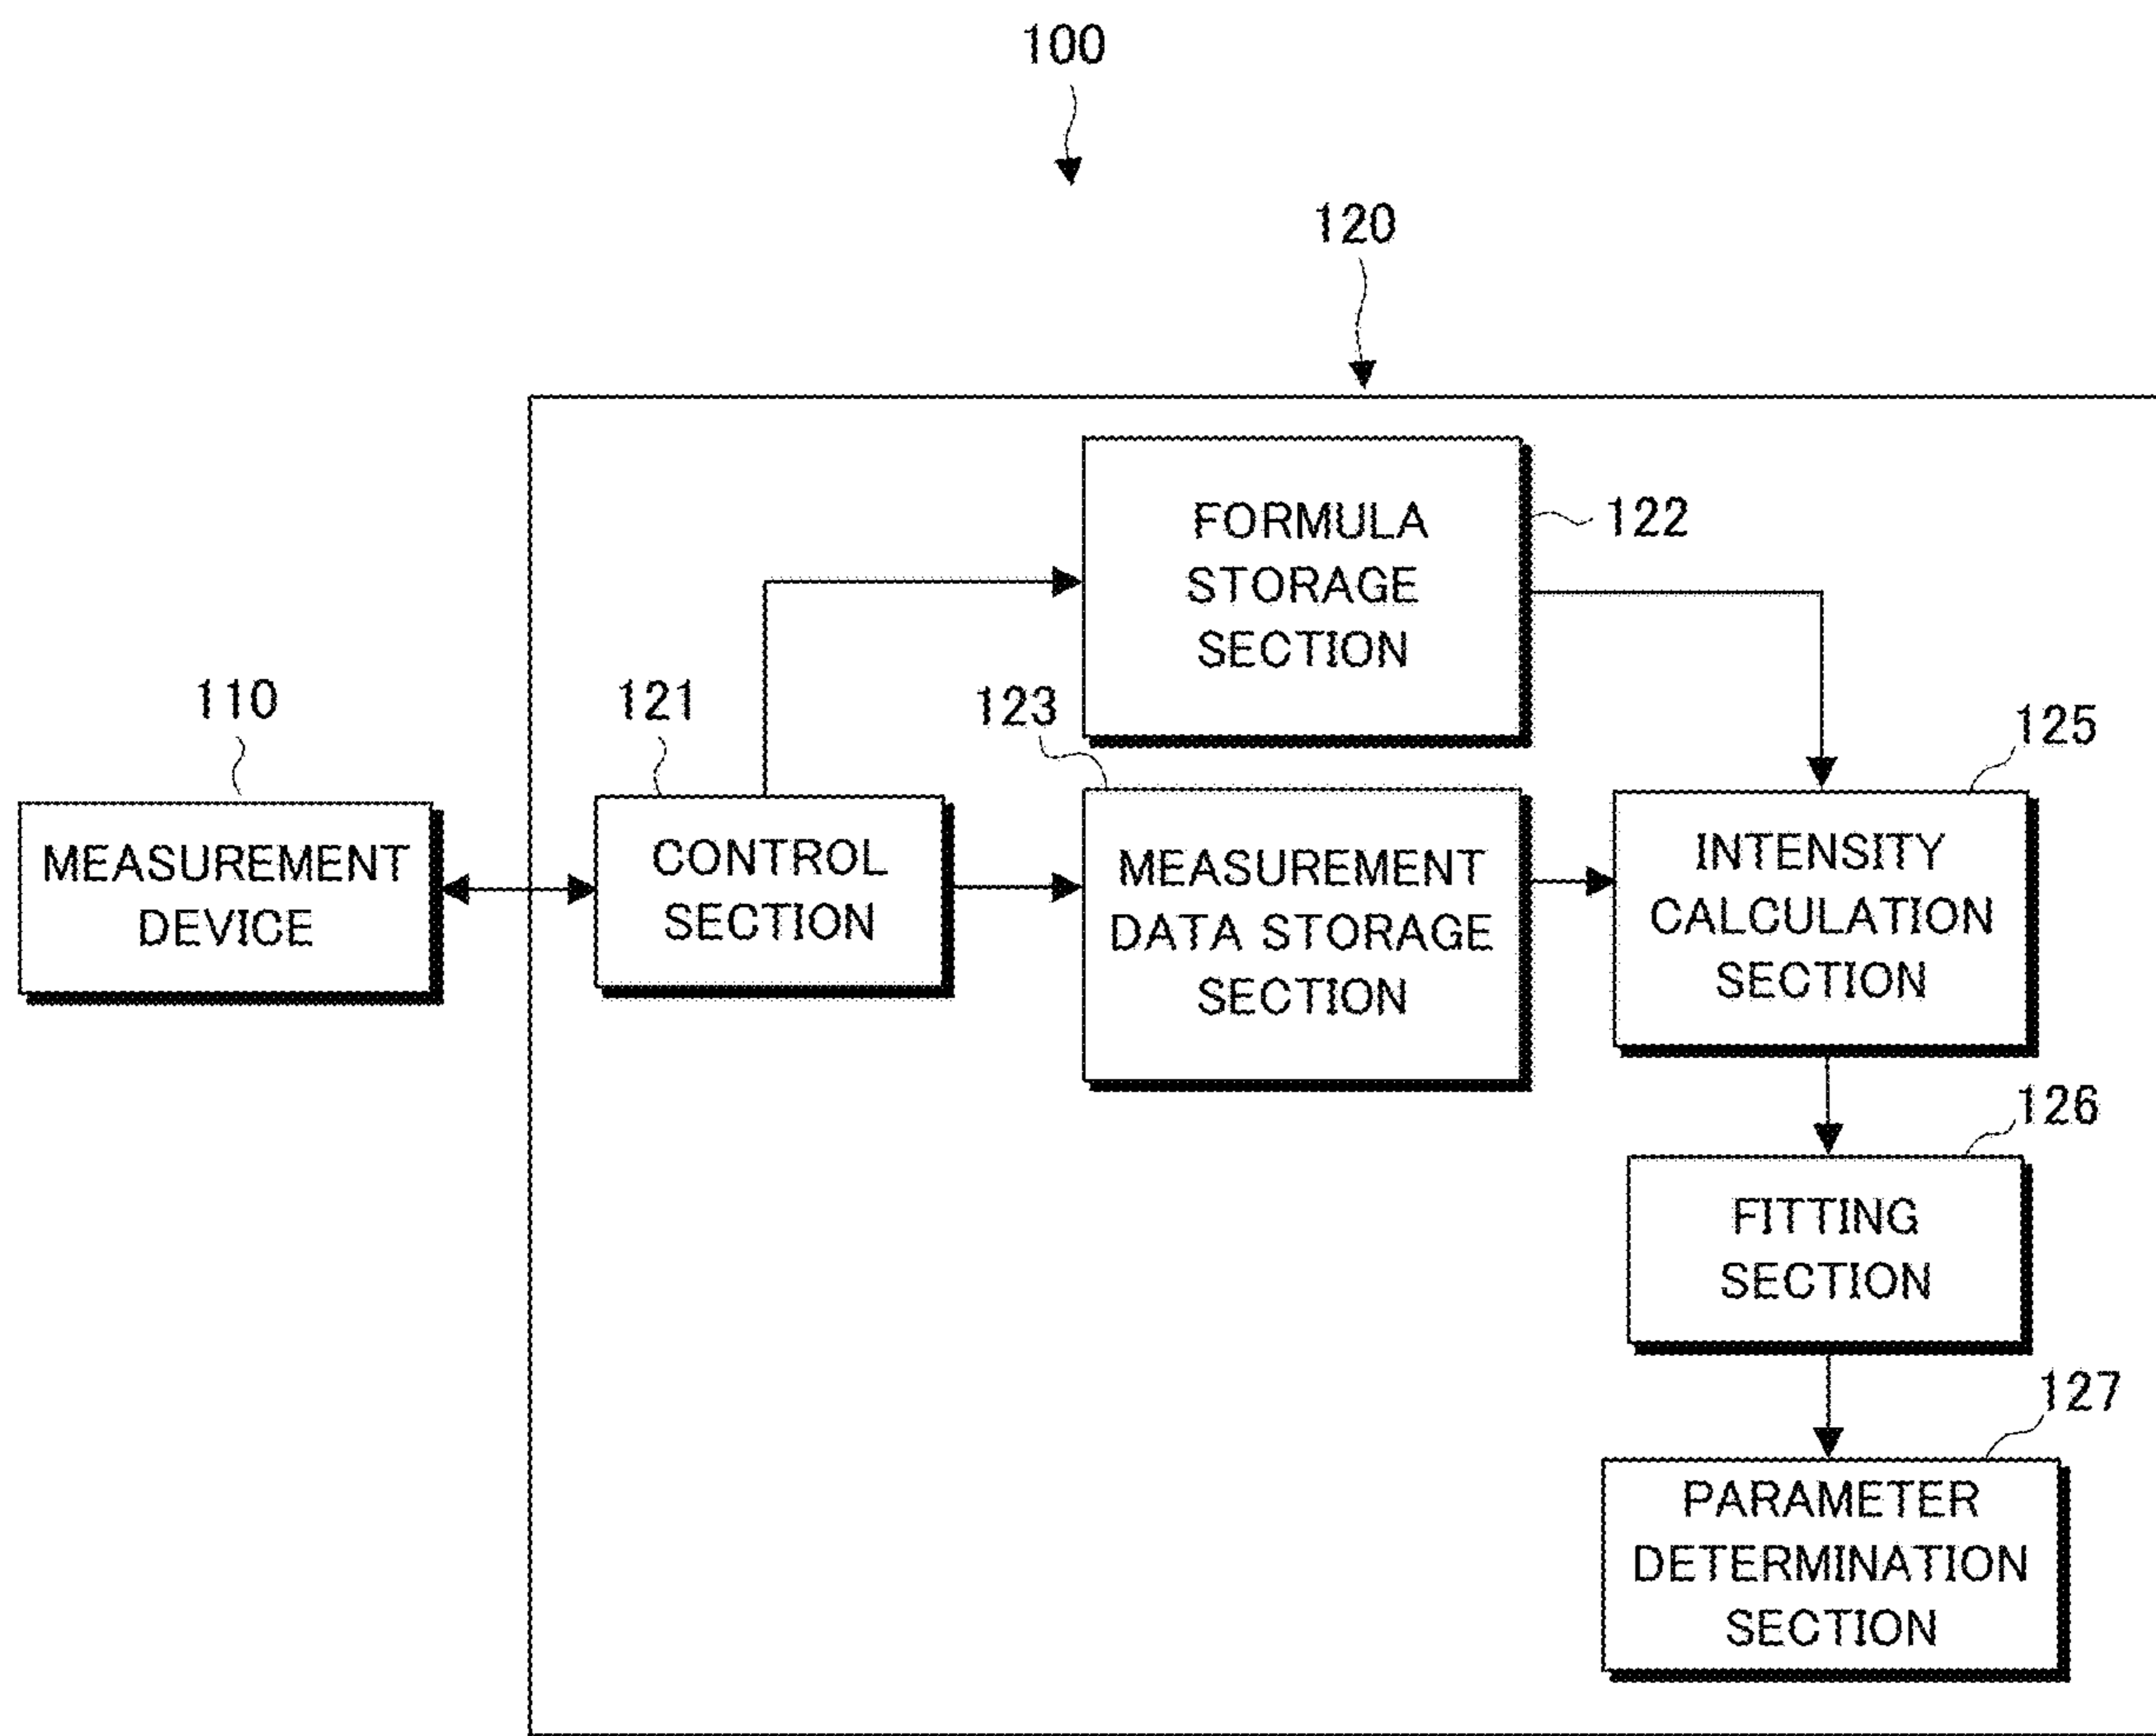 100
120
FORMULA
STORAGE
SECTION
122
110
121
123
125
MEASUREMENT
DEVICE
CONTROL
SECTION
MEASUREMENT
DATA STORAGE
SECTION
INTENSITY
CALCULATION
SECTION
126
FITTING
SECTION
127
PARAMETER
DETERMINATION
SECTION